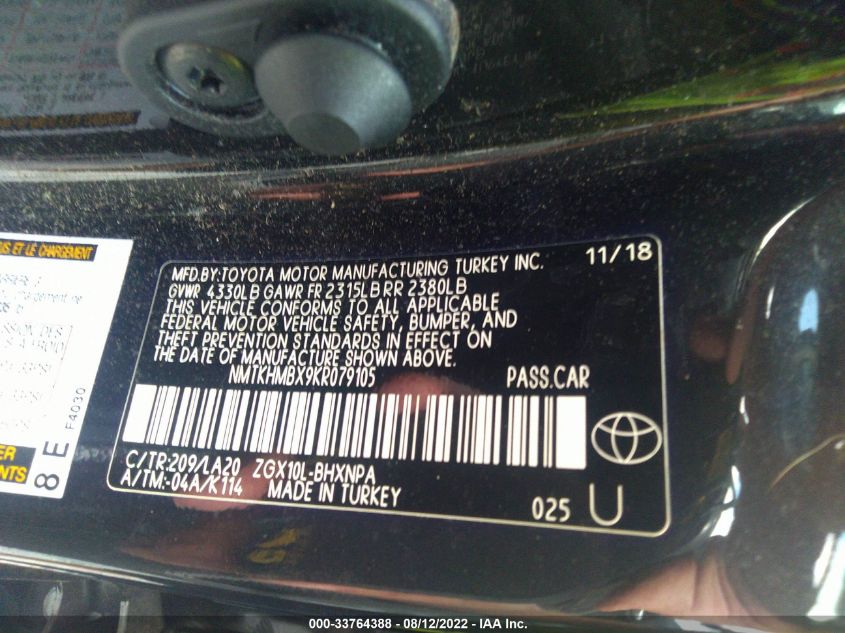 US ET LE CHARGEMENT
MFD.BY:TOYOTA MOTOR MANUFACTURING TURKEY INC. 11/18
GVWR 4330LB GAWR FR 2315LB RR 2380LB
THIS VEHICLE CONFORMS TO ALL APPLICABLE
FEDERAL MOTOR VEHICLE SAFETY, BUMPER, AND
THEFT PREVENTION STANDARDS IN EFFECT ON
THE DATE OF MANUFACTURE SHOWN ABOVE.
NMTKHMBX9KR079105 PASS.CAR
C/TR:209/LA20 ZGX10L-BHXNPA
A/TM:-04A/K114 MADE IN TURKEY
025 U
8 E F4030
000-33764388 - 08/12/2022 - IAA Inc.